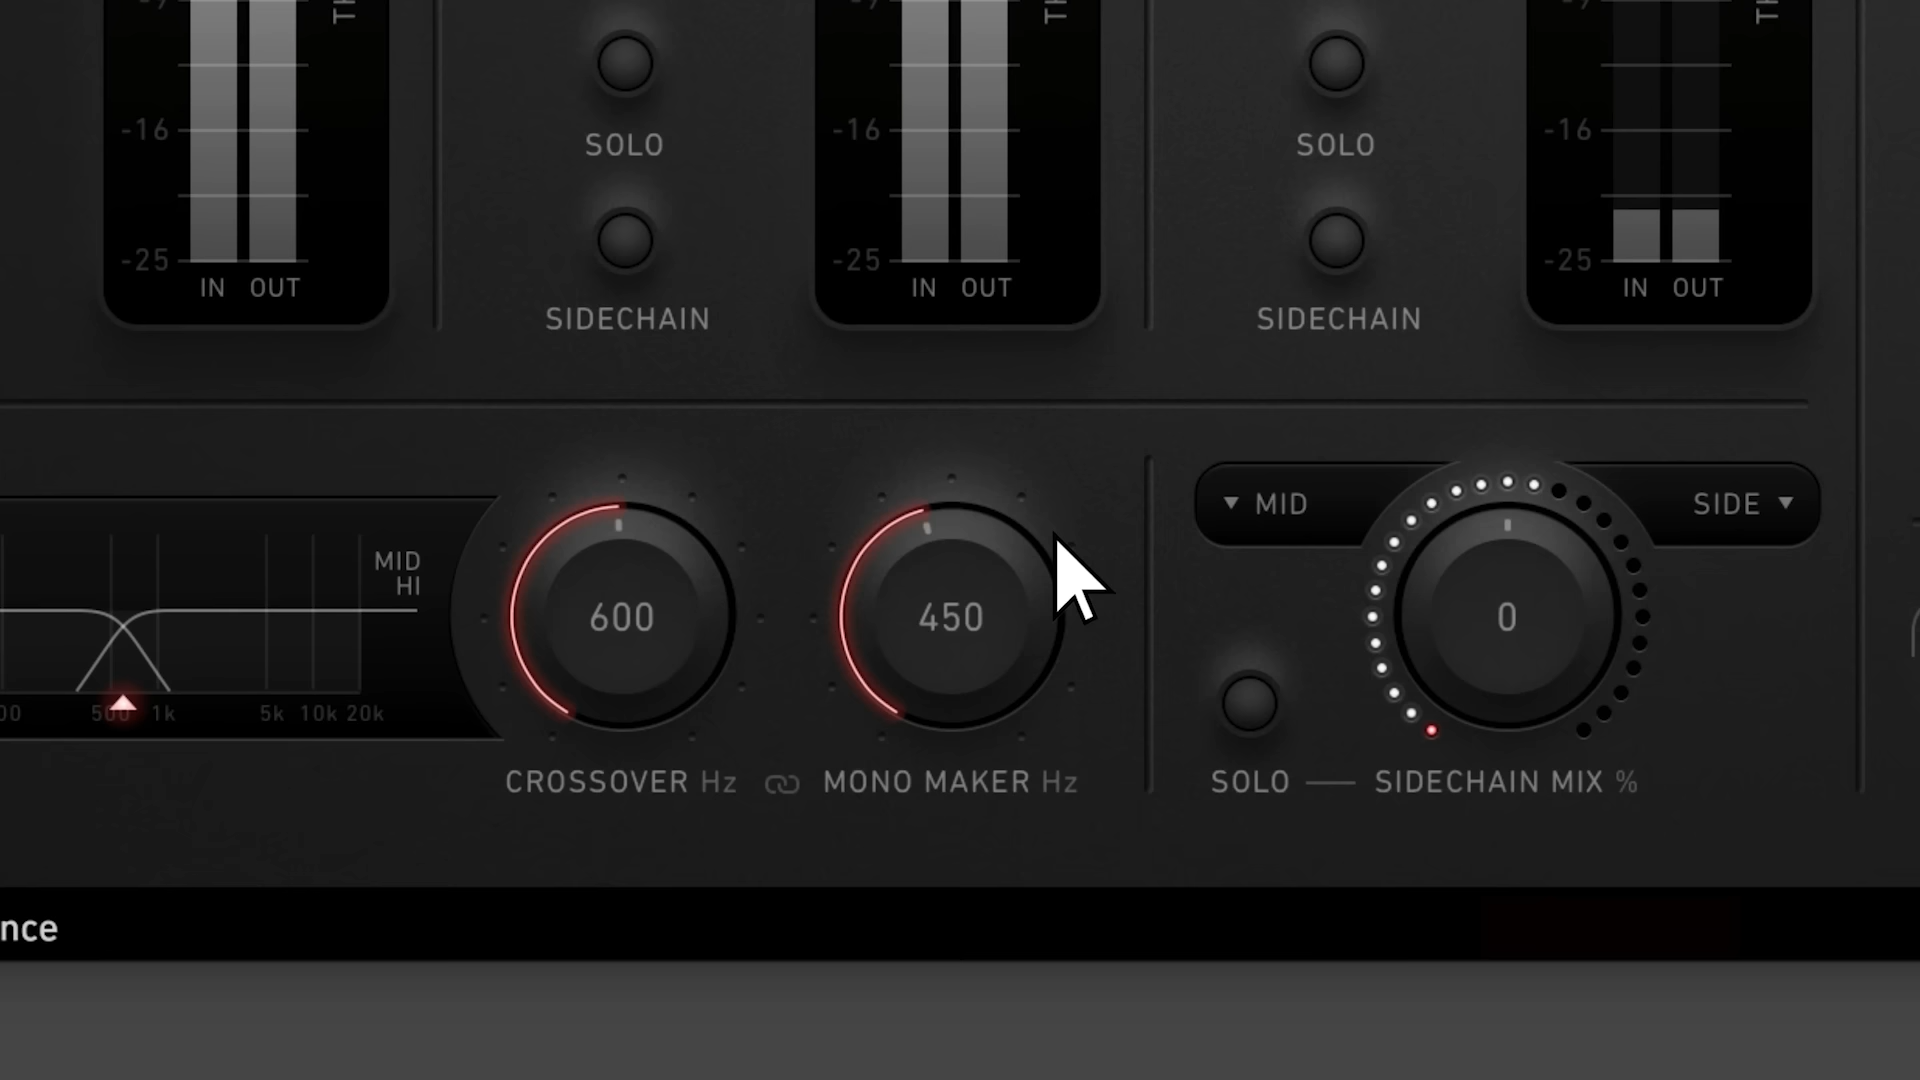 -16
-25
IN OUT
SOLO
SIDECHAIN
-16
-25
IN OUT
SOLO
SIDECHAIN
-16
-25
IN OUT
MID
HI
500 1k 5k 10k 20k
600
CROSSOVER Hz
450
MONO MAKER Hz
MID
SIDE
0
SOLO
SIDECHAIN MIX %
nce